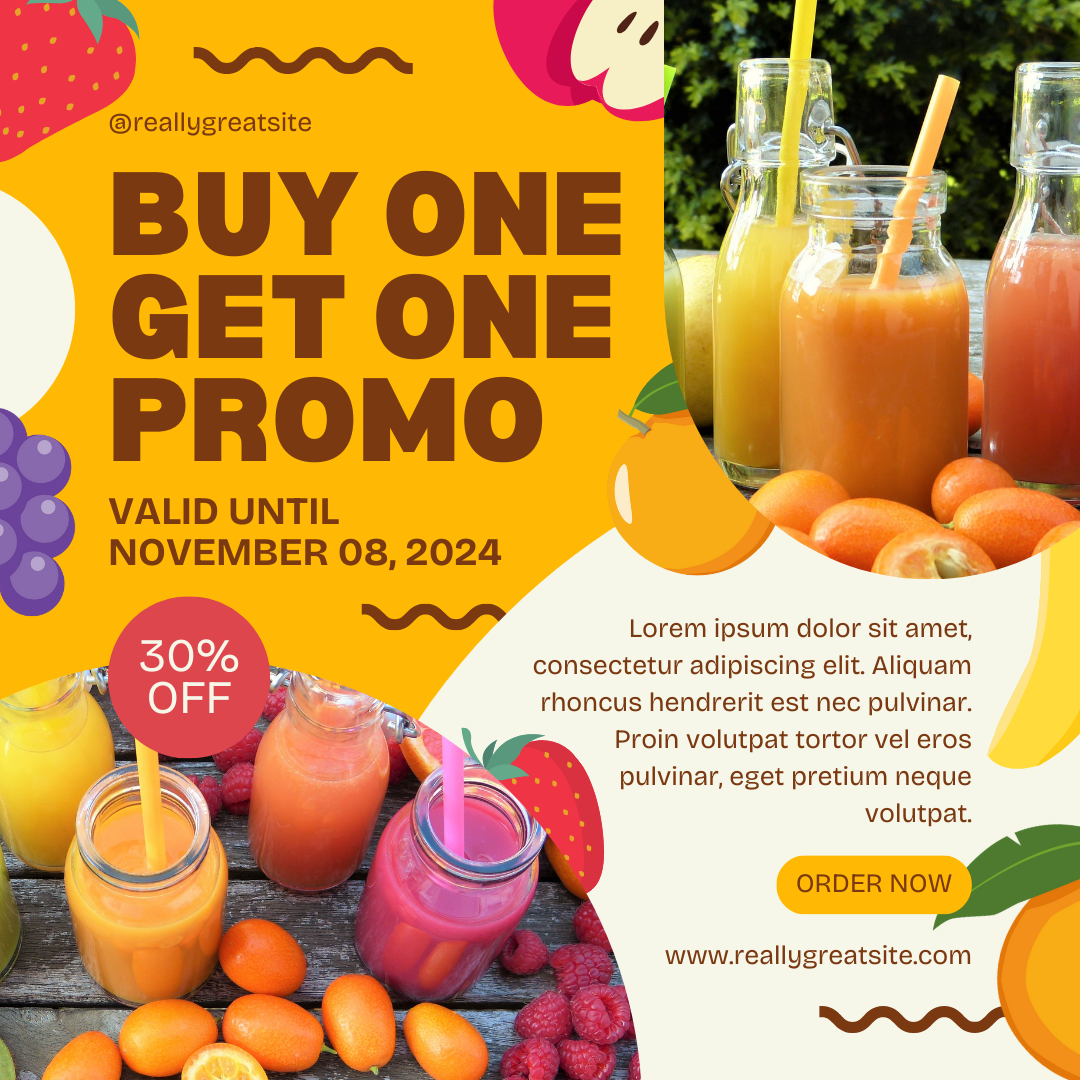 @reallygreatsite
BUY ONE
GET ONE
PROMO
VALID UNTIL
NOVEMBER 08, 2024
30%
OFF
Lorem ipsum dolor sit amet,
consectetur adipiscing elit. Aliquam
rhoncus hendrerit est nec pulvinar.
Proin volutpat tortor vel eros
pulvinar, eget pretium neque
volutpat.
ORDER NOW
www.reallygreatsite.com